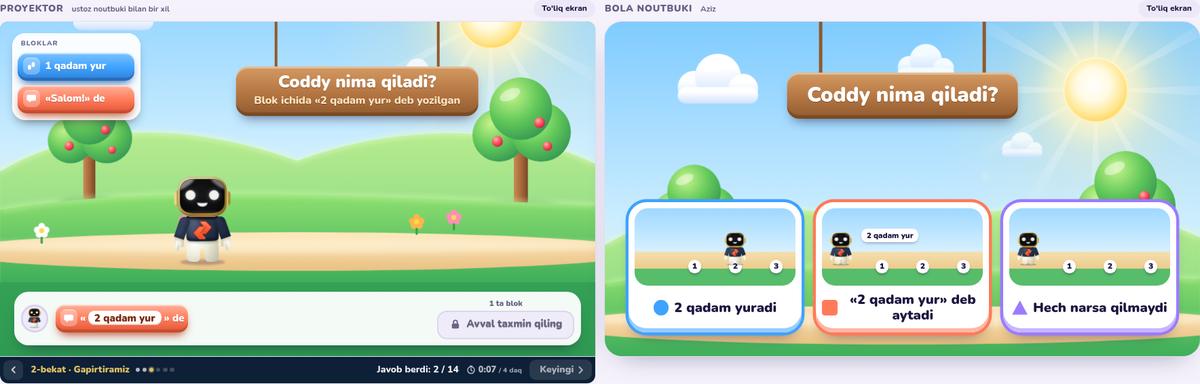 PROYEKTOR ustoz noutbuki bilan bir xil
To'liq ekran
BLOKLAR
1 qadam yur
«Salom!» de
Coddy nima qiladi?
Blok ichida «2 qadam yur» deb yozilgan
« 2 qadam yur » de
1 ta blok
Avval taxmin qiling
2-bekat · Gapirtiramiz
Javob berdi: 2 / 14
0:07 / 4 daq
Keyingi
BOLA NOUTBUKI Aziz
To'liq ekran
Coddy nima qiladi?
1 2 3
2 qadam yuradi
2 qadam yur
1 2 3
«2 qadam yur» deb
aytadi
1 2 3
Hech narsa qilmaydi